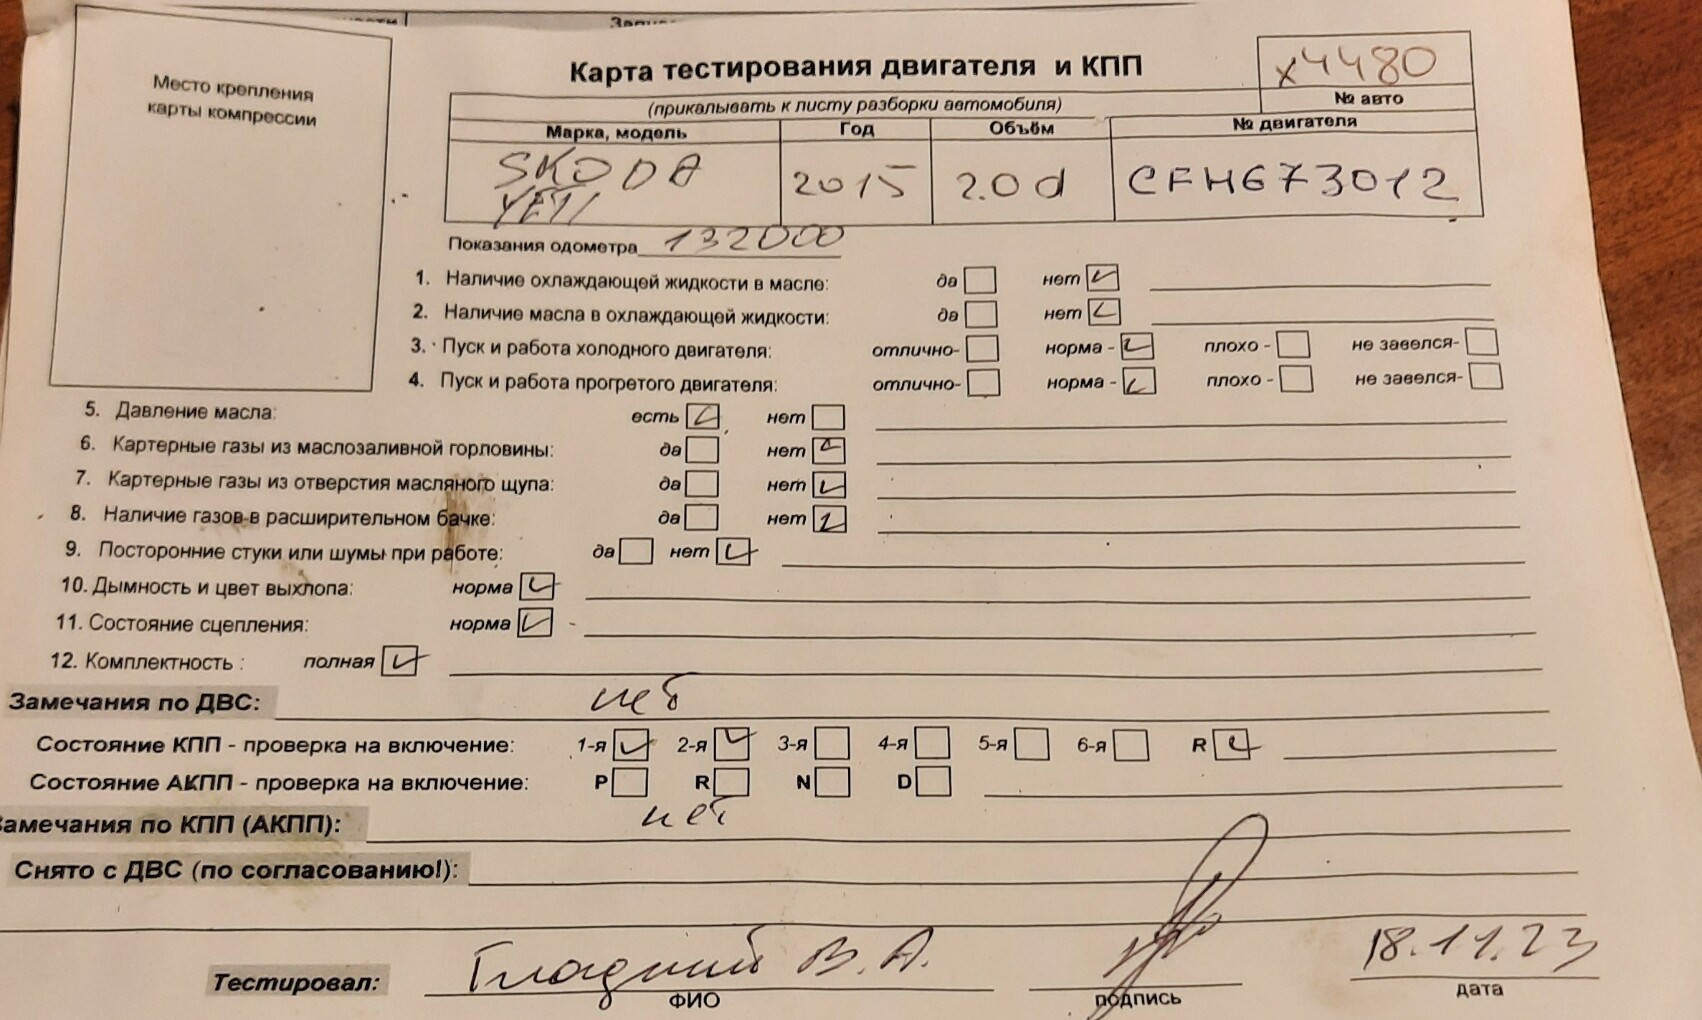 Место крепления
карты компрессии
Карта тестирования двигателя и КПП
х4480
№ авто
(прикалывать к листу разборки автомобиля)
Марка, модель Год Объём № двигателя
SKODA YETI 2015 2.0d CFH673012
Показания одометра 132000
1. Наличие охлаждающей жидкости в масле: да нет
2. Наличие масла в охлаждающей жидкости: да нет
3. Пуск и работа холодного двигателя: отлично- норма - плохо - не завелся-
4. Пуск и работа прогретого двигателя: отлично- норма - плохо - не завелся-
5. Давление масла: есть нет
6. Картерные газы из маслозаливной горловины: да нет
7. Картерные газы из отверстия масляного щупа: да нет
8. Наличие газов в расширительном бачке: да нет
9. Посторонние стуки или шумы при работе: да нет
10. Дымность и цвет выхлопа: норма
11. Состояние сцепления: норма
12. Комплектность : полная
Замечания по ДВС: нет
Состояние КПП - проверка на включение: 1-я 2-я 3-я 4-я 5-я 6-я R
Состояние АКПП - проверка на включение: P R N D
Замечания по КПП (АКПП): нет
Снято с ДВС (по согласованию!):
Тестировал: Гладкий В. А. 18.11.23
ФИО подпись дата